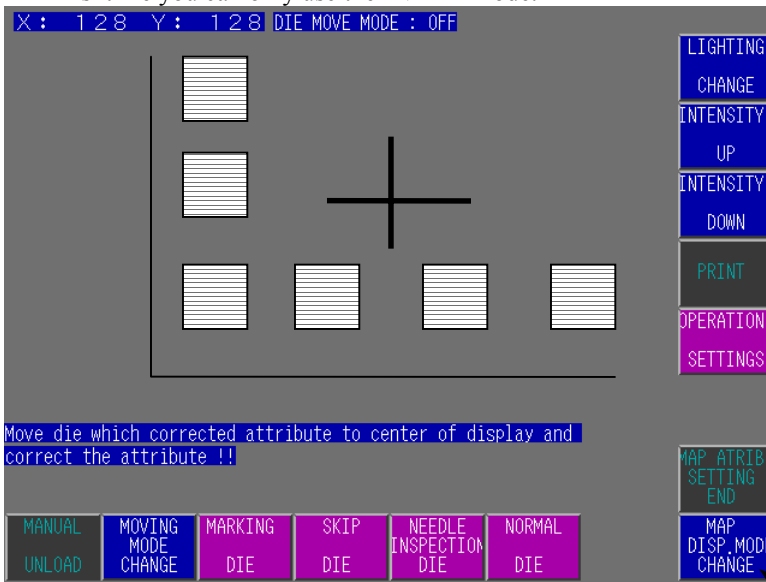 X: 128 Y: 128 DIE MOVE MODE : OFF
LIGHTING
CHANGE
INTENSITY
UP
INTENSITY
DOWN
PRINT
OPERATION
SETTINGS
Move die which corrected attribute to center of display and
correct the attribute !!
MAP ATRIB
SETTING
END
MANUAL
UNLOAD
MOVING
MODE
CHANGE
MARKING
DIE
SKIP
DIE
NEEDLE
INSPECTION
DIE
NORMAL
DIE
MAP
DISP.MOD
CHANGE